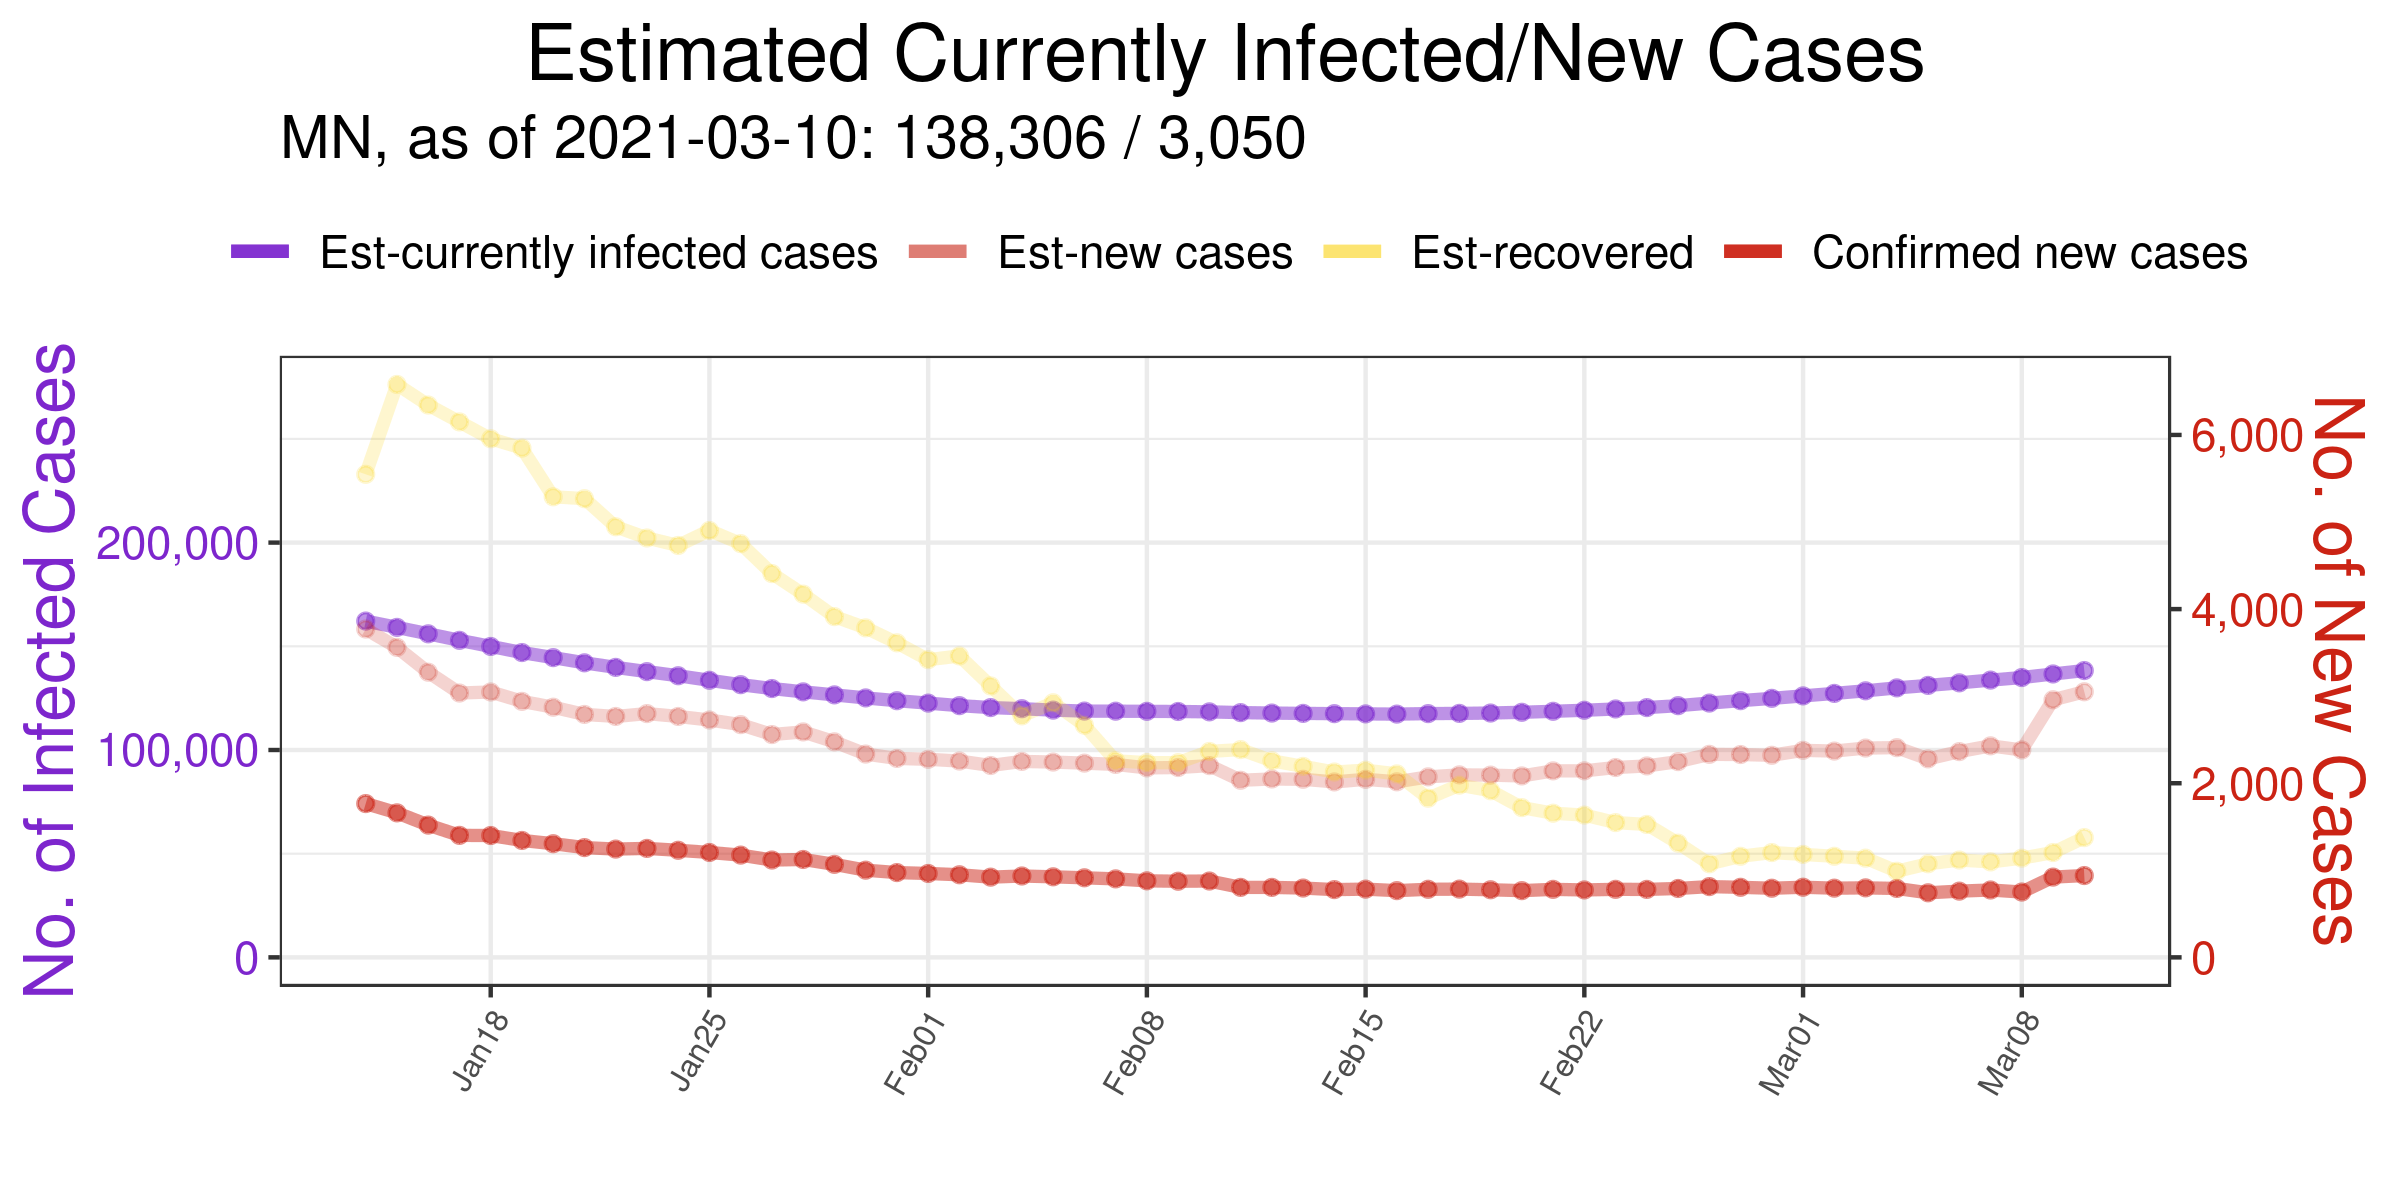 Estimated Currently Infected/New Cases
MN, as of 2021-03-10: 138,306 / 3,050
Est-currently infected cases Est-new cases Est-recovered Confirmed new cases
No. of Infected Cases
200,000
100,000
0
6,000
4,000
2,000
0
No. of New Cases
Jan18 Jan25 Feb01 Feb08 Feb15 Feb22 Mar01 Mar08